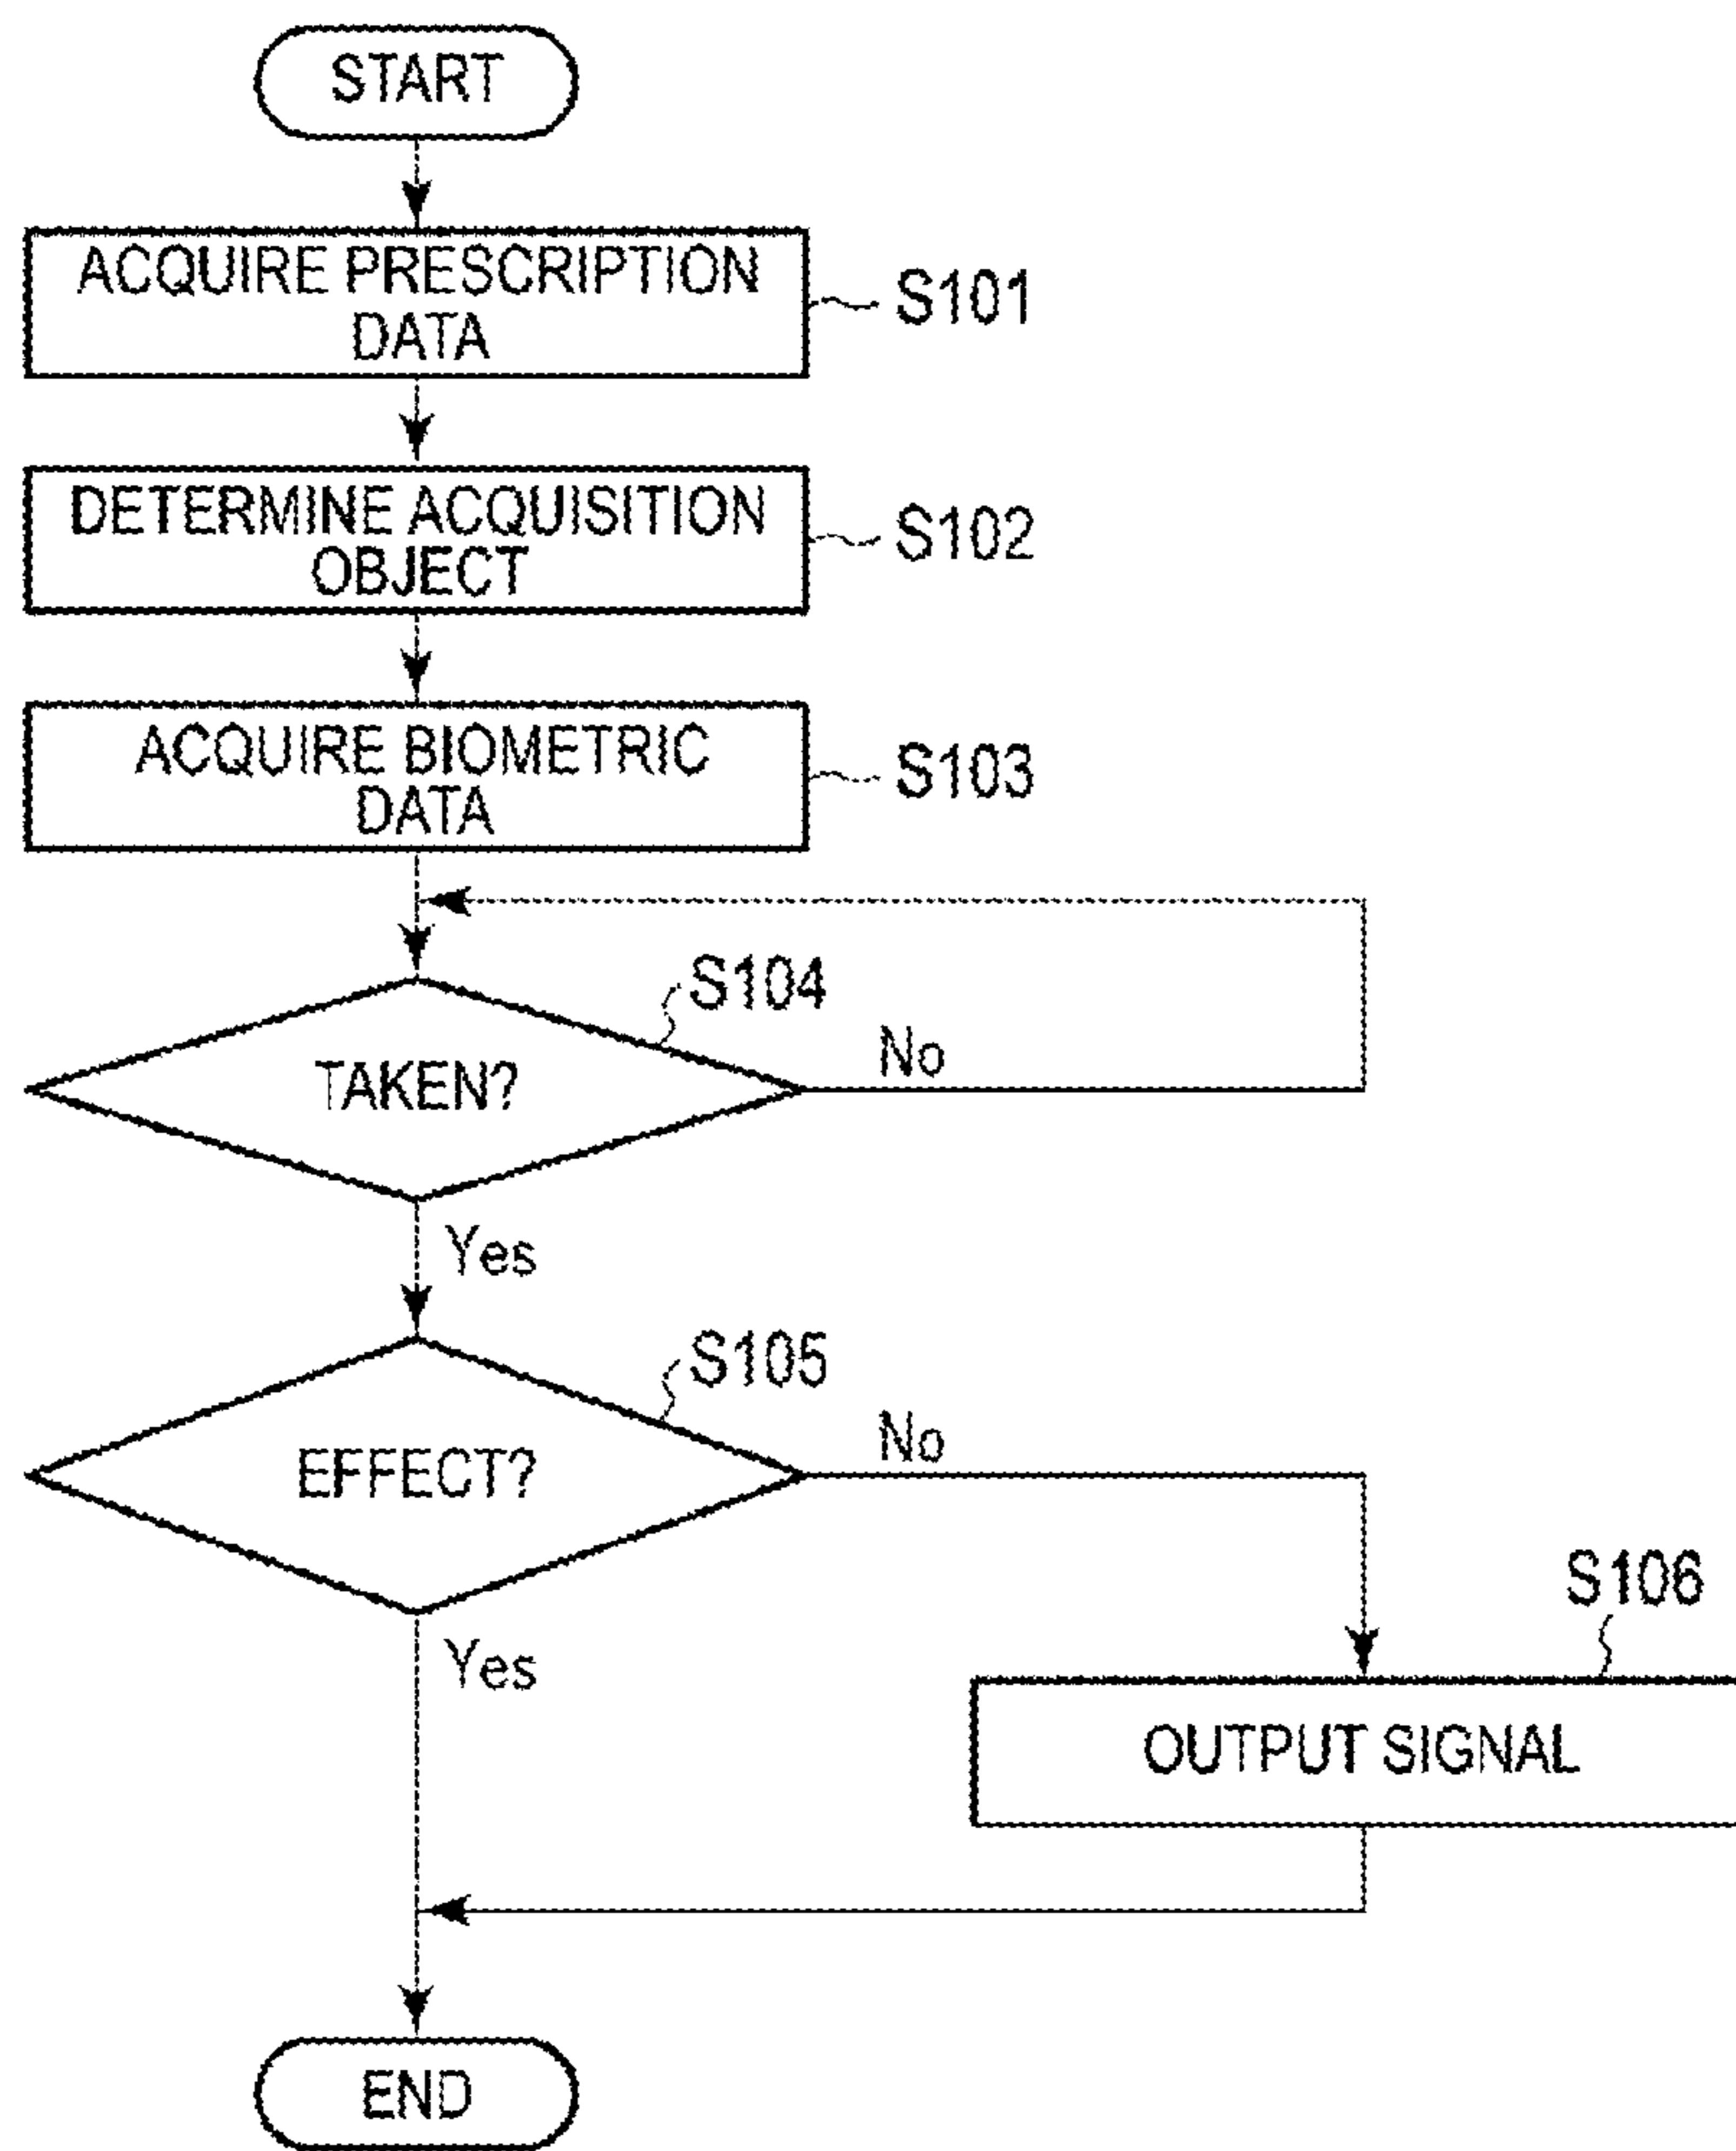 START
ACQUIRE PRESCRIPTION
DATA
S101
DETERMINE ACQUISITION
OBJECT
S102
ACQUIRE BIOMETRIC
DATA
S103
S104
TAKEN?
No
Yes
S105
EFFECT?
No
Yes
S106
OUTPUT SIGNAL
END